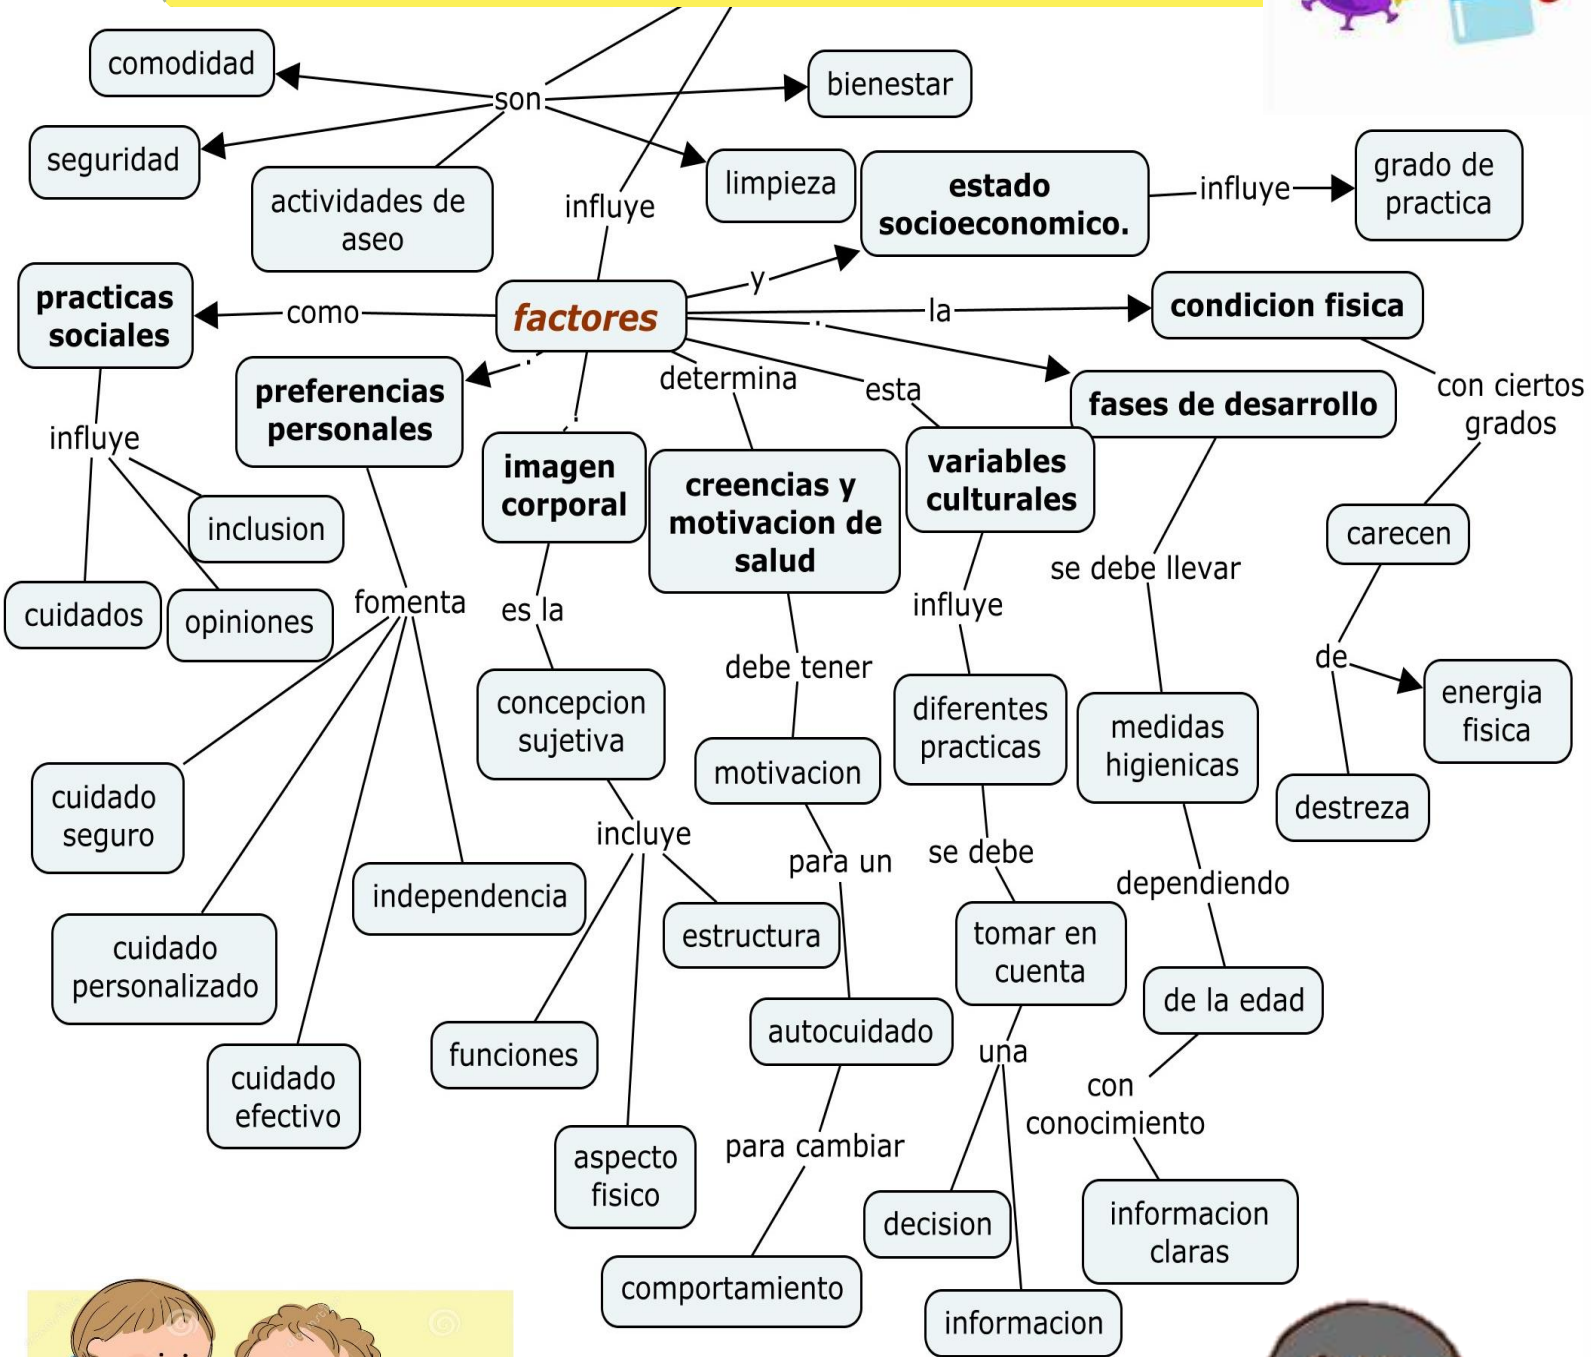 comodidad
son
bienestar
seguridad
actividades de
aseo
influye
limpieza
estado
socioeconomico.
influye
grado de
practica
y
practicas
sociales
como
factores
la
condicion fisica
.
.
preferencias
personales
determina
esta
fases de desarrollo
con ciertos
grados
influye
.
imagen
corporal
creencias y
motivacion de
salud
variables
culturales
inclusion
carecen
cuidados
opiniones
fomenta
es la
influye
se debe llevar
debe tener
de
concepcion
sujetiva
diferentes
practicas
medidas
higienicas
energia
fisica
motivacion
cuidado
seguro
destreza
incluye
para un
se debe
dependiendo
independencia
estructura
tomar en
cuenta
cuidado
personalizado
de la edad
funciones
autocuidado
una
cuidado
efectivo
con
conocimiento
aspecto
fisico
para cambiar
decision
informacion
claras
comportamiento
informacion